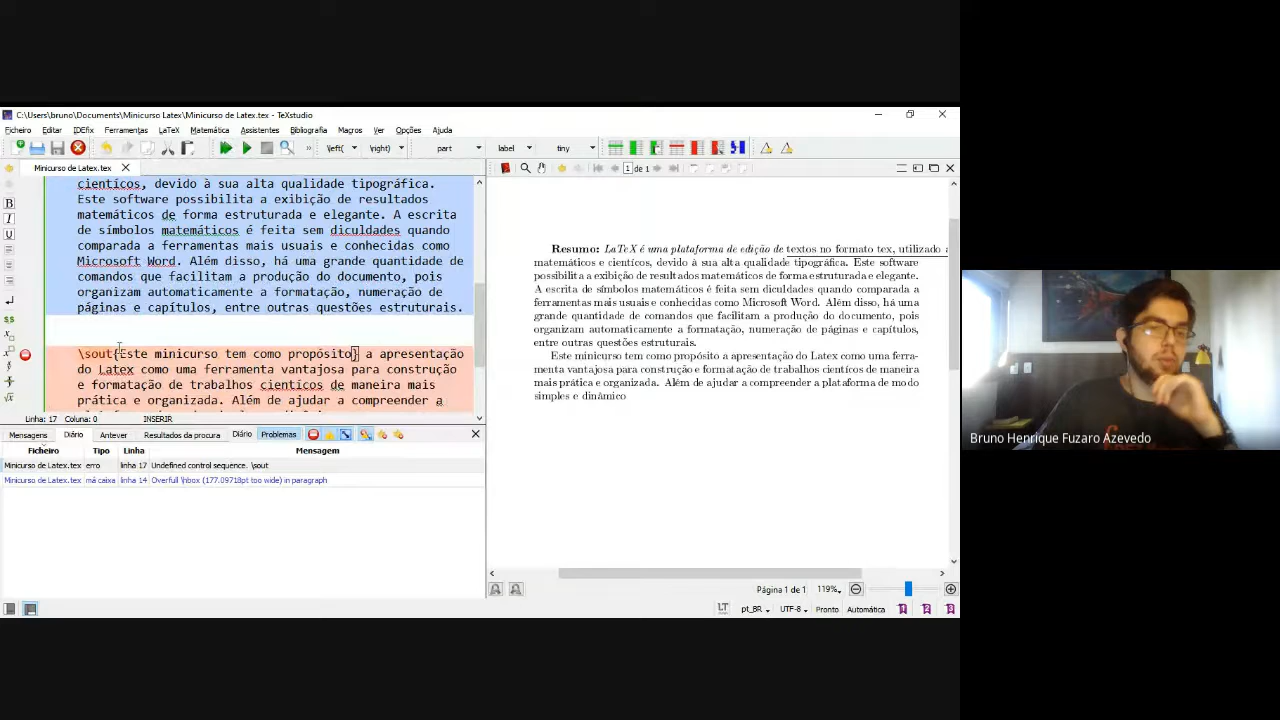 C:\Users\bruno\Documents\Minicurso Latex\Minicurso de Latex.tex - TeXstudio
Ficheiro Editar IDEfix Ferramentas LaTeX Matemática Assistentes Bibliografia Macros Ver Opções Ajuda
\left( \right) part label tiny
Minicurso de Latex.tex
1 de 1
cientícos, devido à sua alta qualidade tipográfica.
Este software possibilita a exibição de resultados
matemáticos de forma estruturada e elegante. A escrita
de símbolos matemáticos é feita sem diculdades quando
comparada a ferramentas mais usuais e conhecidas como
Microsoft Word. Além disso, há uma grande quantidade de
comandos que facilitam a produção do documento, pois
organizam automaticamente a formatação, numeração de
páginas e capítulos, entre outras questões estruturais.
\sout{Este minicurso tem como propósito} a apresentação
do Latex como uma ferramenta vantajosa para construção
e formatação de trabalhos cientícos de maneira mais
prática e organizada. Além de ajudar a compreender a
Linha: 17 Coluna: 0 INSERIR
Mensagens Diário Antever Resultados da procura Diário Problemas
Ficheiro Tipo Linha Mensagem
Minicurso de Latex.tex erro linha 17 Undefined control sequence. \sout
Minicurso de Latex.tex má caixa linha 14 Overfull \hbox (177.09718pt too wide) in paragraph
Resumo: LaTeX é uma plataforma de edição de textos no formato tex, utilizado a
matemáticos e cientícos, devido à sua alta qualidade tipográfica. Este software
possibilita a exibição de resultados matemáticos de forma estruturada e elegante.
A escrita de símbolos matemáticos é feita sem diculdades quando comparada a
ferramentas mais usuais e conhecidas como Microsoft Word. Além disso, há uma
grande quantidade de comandos que facilitam a produção do documento, pois
organizam automaticamente a formatação, numeração de páginas e capítulos,
entre outras questões estruturais.
Este minicurso tem como propósito a apresentação do Latex como uma ferra-
menta vantajosa para construção e formatação de trabalhos cientícos de maneira
mais prática e organizada. Além de ajudar a compreender a plataforma de modo
simples e dinâmico
Página 1 de 1 119%
LT pt_BR UTF-8 Pronto Automática
Bruno Henrique Fuzaro Azevedo